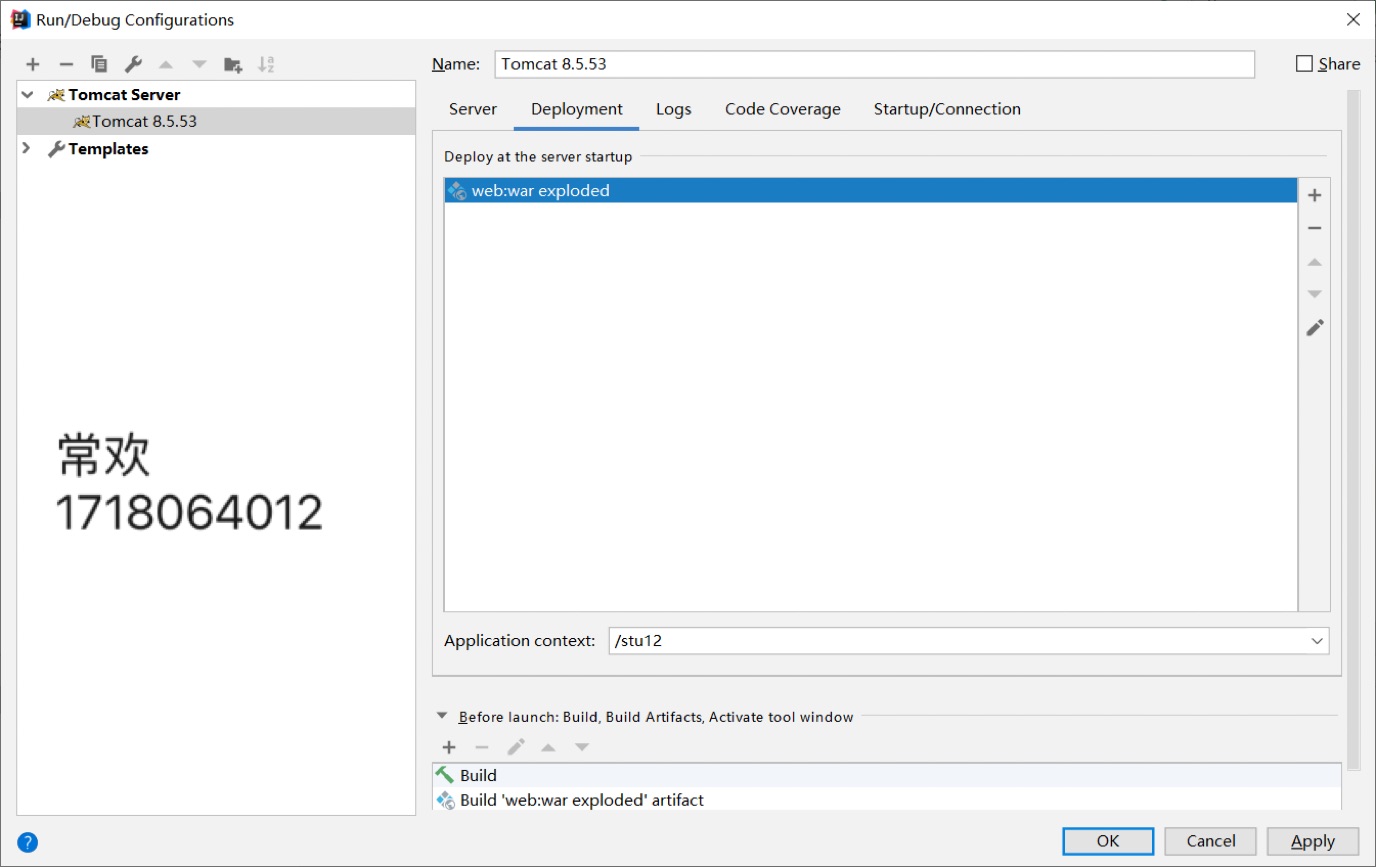 Run/Debug Configurations
Name:
Tomcat 8.5.53
Share
Tomcat Server
Tomcat 8.5.53
Templates
常欢
1718064012
Server
Deployment
Logs
Code Coverage
Startup/Connection
Deploy at the server startup
web:war exploded
Application context:
/stu12
Before launch: Build, Build Artifacts, Activate tool window
Build
Build 'web:war exploded' artifact
?
OK
Cancel
Apply